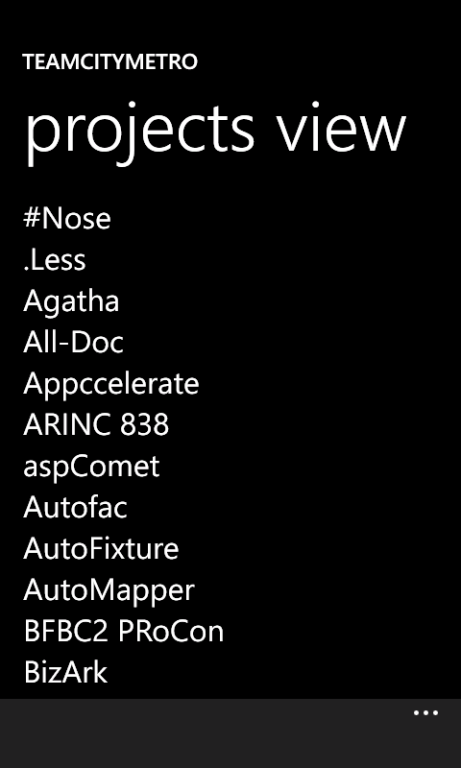 TEAMCITYMETRO
projects view
#Nose
.Less
Agatha
All-Doc
Appccelerate
ARINC 838
aspComet
Autofac
AutoFixture
AutoMapper
BFBC2 PRoCon
BizArk